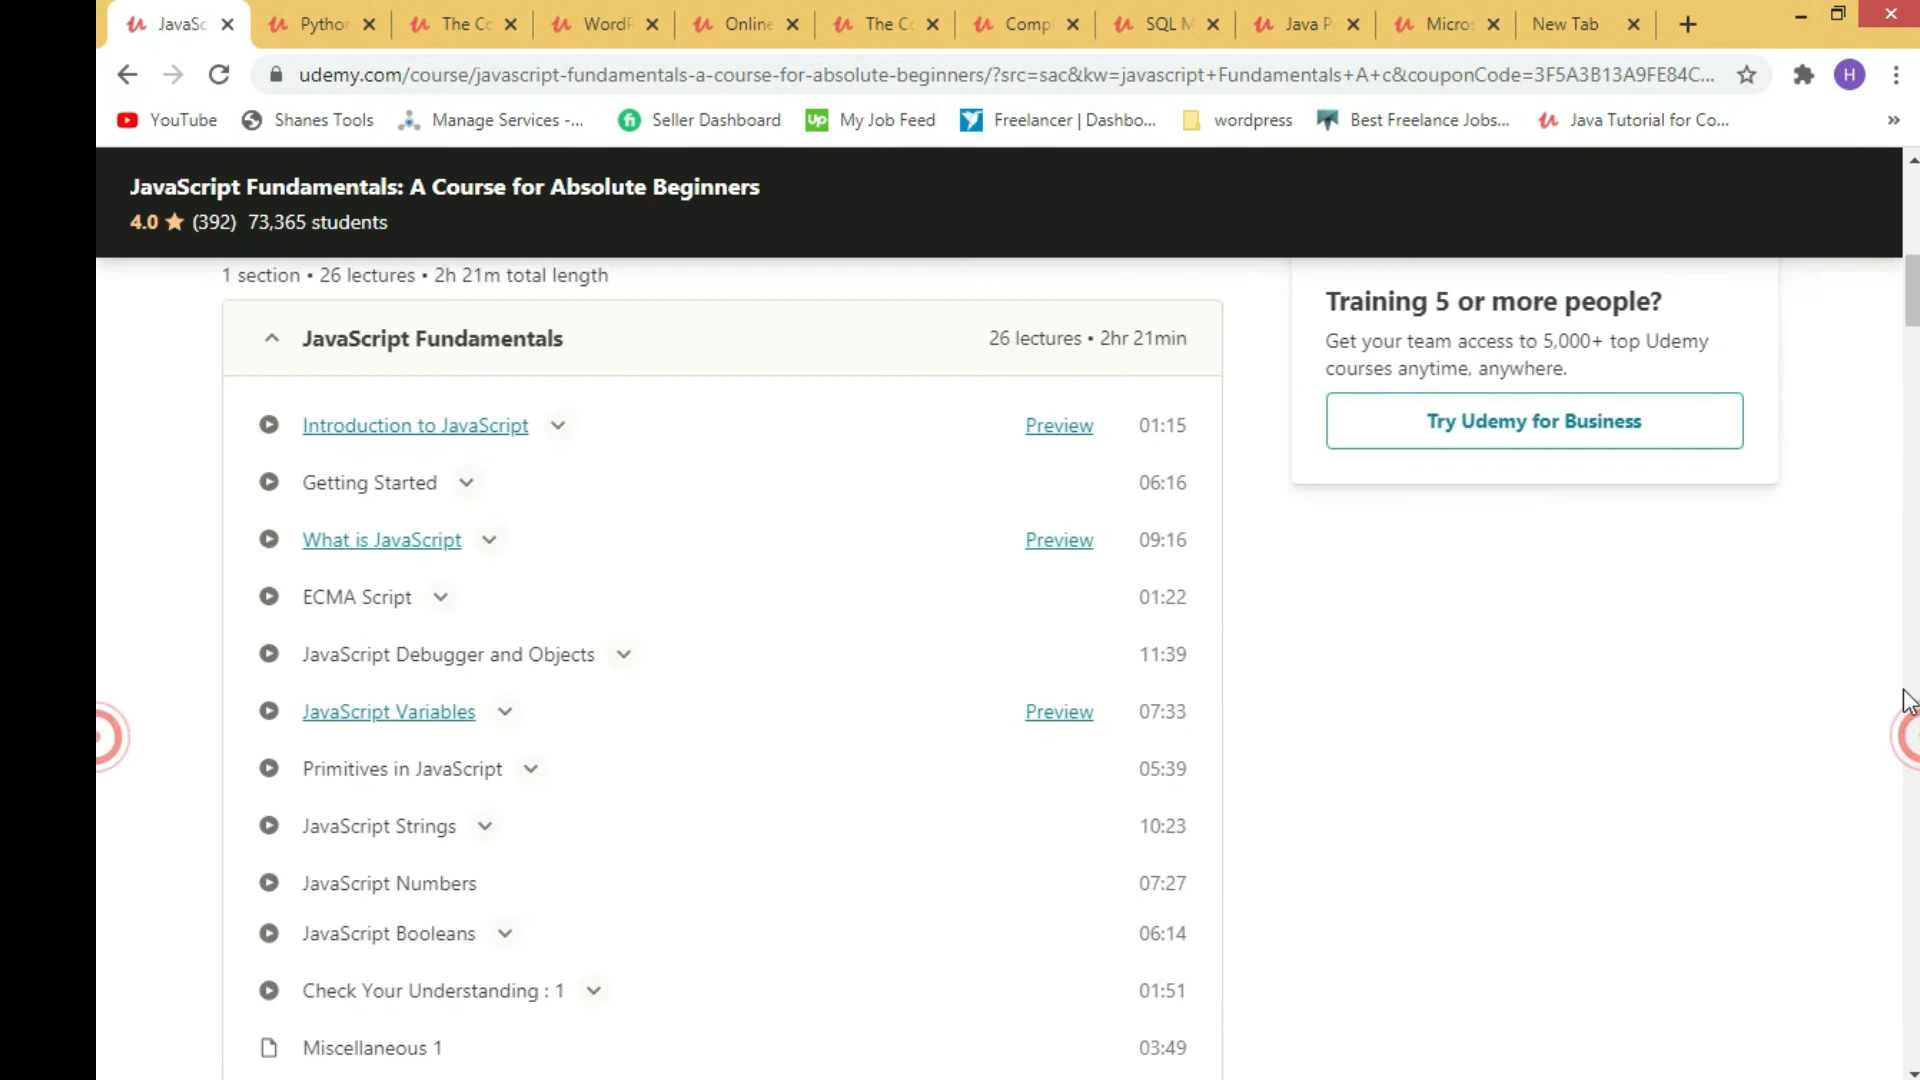 JavaSc Python The Co WordP Online The Co Comp SQL M Java P Micros New Tab
udemy.com/course/javascript-fundamentals-a-course-for-absolute-beginners/?src=sac&kw=javascript+Fundamentals+A+c&couponCode=3F5A3B13A9FE84C... H
YouTube Shanes Tools Manage Services -... fi Seller Dashboard Up My Job Feed Freelancer | Dashbo... wordpress Best Freelance Jobs... Java Tutorial for Co... »
JavaScript Fundamentals: A Course for Absolute Beginners
4.0 ★ (392) 73,365 students
1 section • 26 lectures • 2h 21m total length
JavaScript Fundamentals 26 lectures • 2hr 21min
Introduction to JavaScript Preview 01:15
Getting Started 06:16
What is JavaScript Preview 09:16
ECMA Script 01:22
JavaScript Debugger and Objects 11:39
JavaScript Variables Preview 07:33
Primitives in JavaScript 05:39
JavaScript Strings 10:23
JavaScript Numbers 07:27
JavaScript Booleans 06:14
Check Your Understanding : 1 01:51
Miscellaneous 1 03:49
Training 5 or more people?
Get your team access to 5,000+ top Udemy
courses anytime, anywhere.
Try Udemy for Business